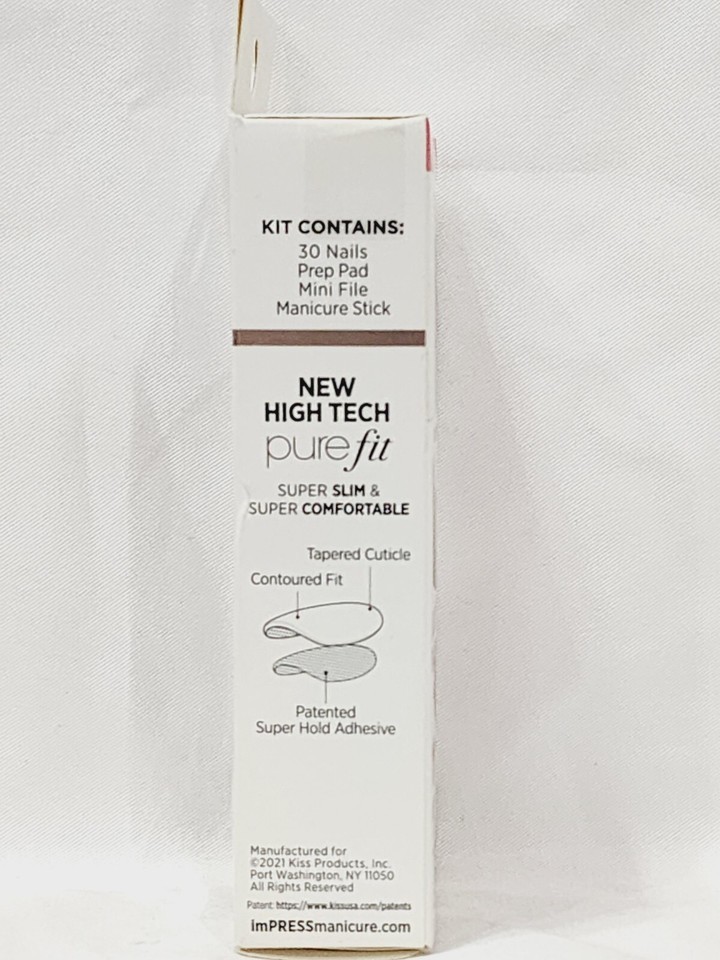 KIT CONTAINS:
30 Nails
Prep Pad
Mini File
Manicure Stick
NEW
HIGH TECH
purefit
SUPER SLIM &
SUPER COMFORTABLE
Tapered Cuticle
Contoured Fit
Patented
Super Hold Adhesive
Manufactured for
©2021 Kiss Products, Inc.
Port Washington, NY 11050
All Rights Reserved
Patent: https://www.kissusa.com/patents
imPRESSmanicure.com